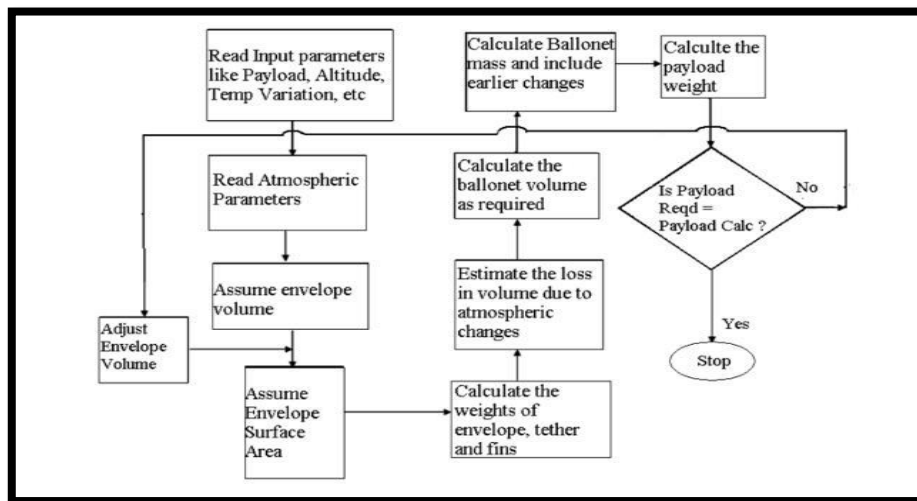 Read Input parameters
like Payload, Altitude,
Temp Variation, etc
Read Atmospheric
Parameters
Assume envelope
volume
Adjust
Envelope
Volume
Assume
Envelope
Surface
Area
Calculate the
weights of
envelope, tether
and fins
Estimate the loss
in volume due to
atmospheric
changes
Calculate the
ballonet volume
as required
Calculate Ballonet
mass and include
earlier changes
Calculte the
payload
weight
Is Payload
Reqd =
Payload Calc ?
No
Yes
Stop